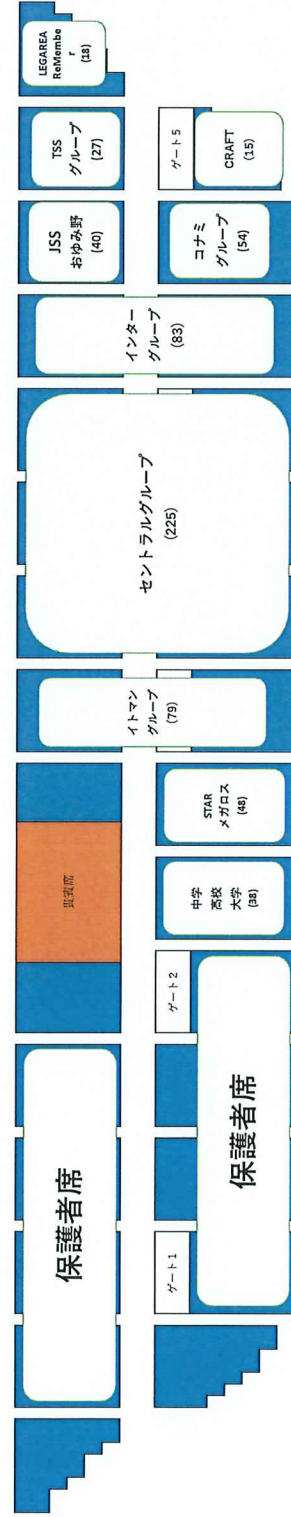 保護者席
貴賓席
イトマン
グループ
(79)
セントラルグループ
(225)
インター
グループ
(83)
JSS
おゆみ野
(40)
TSS
グループ
(27)
LEGAREA
ReMembe
r
(18)
ゲート1
保護者席
ゲート2
中学
高校
大学
(38)
STAR
メガロス
(48)
コナミ
グループ
(54)
ゲート5
CRAFT
(15)